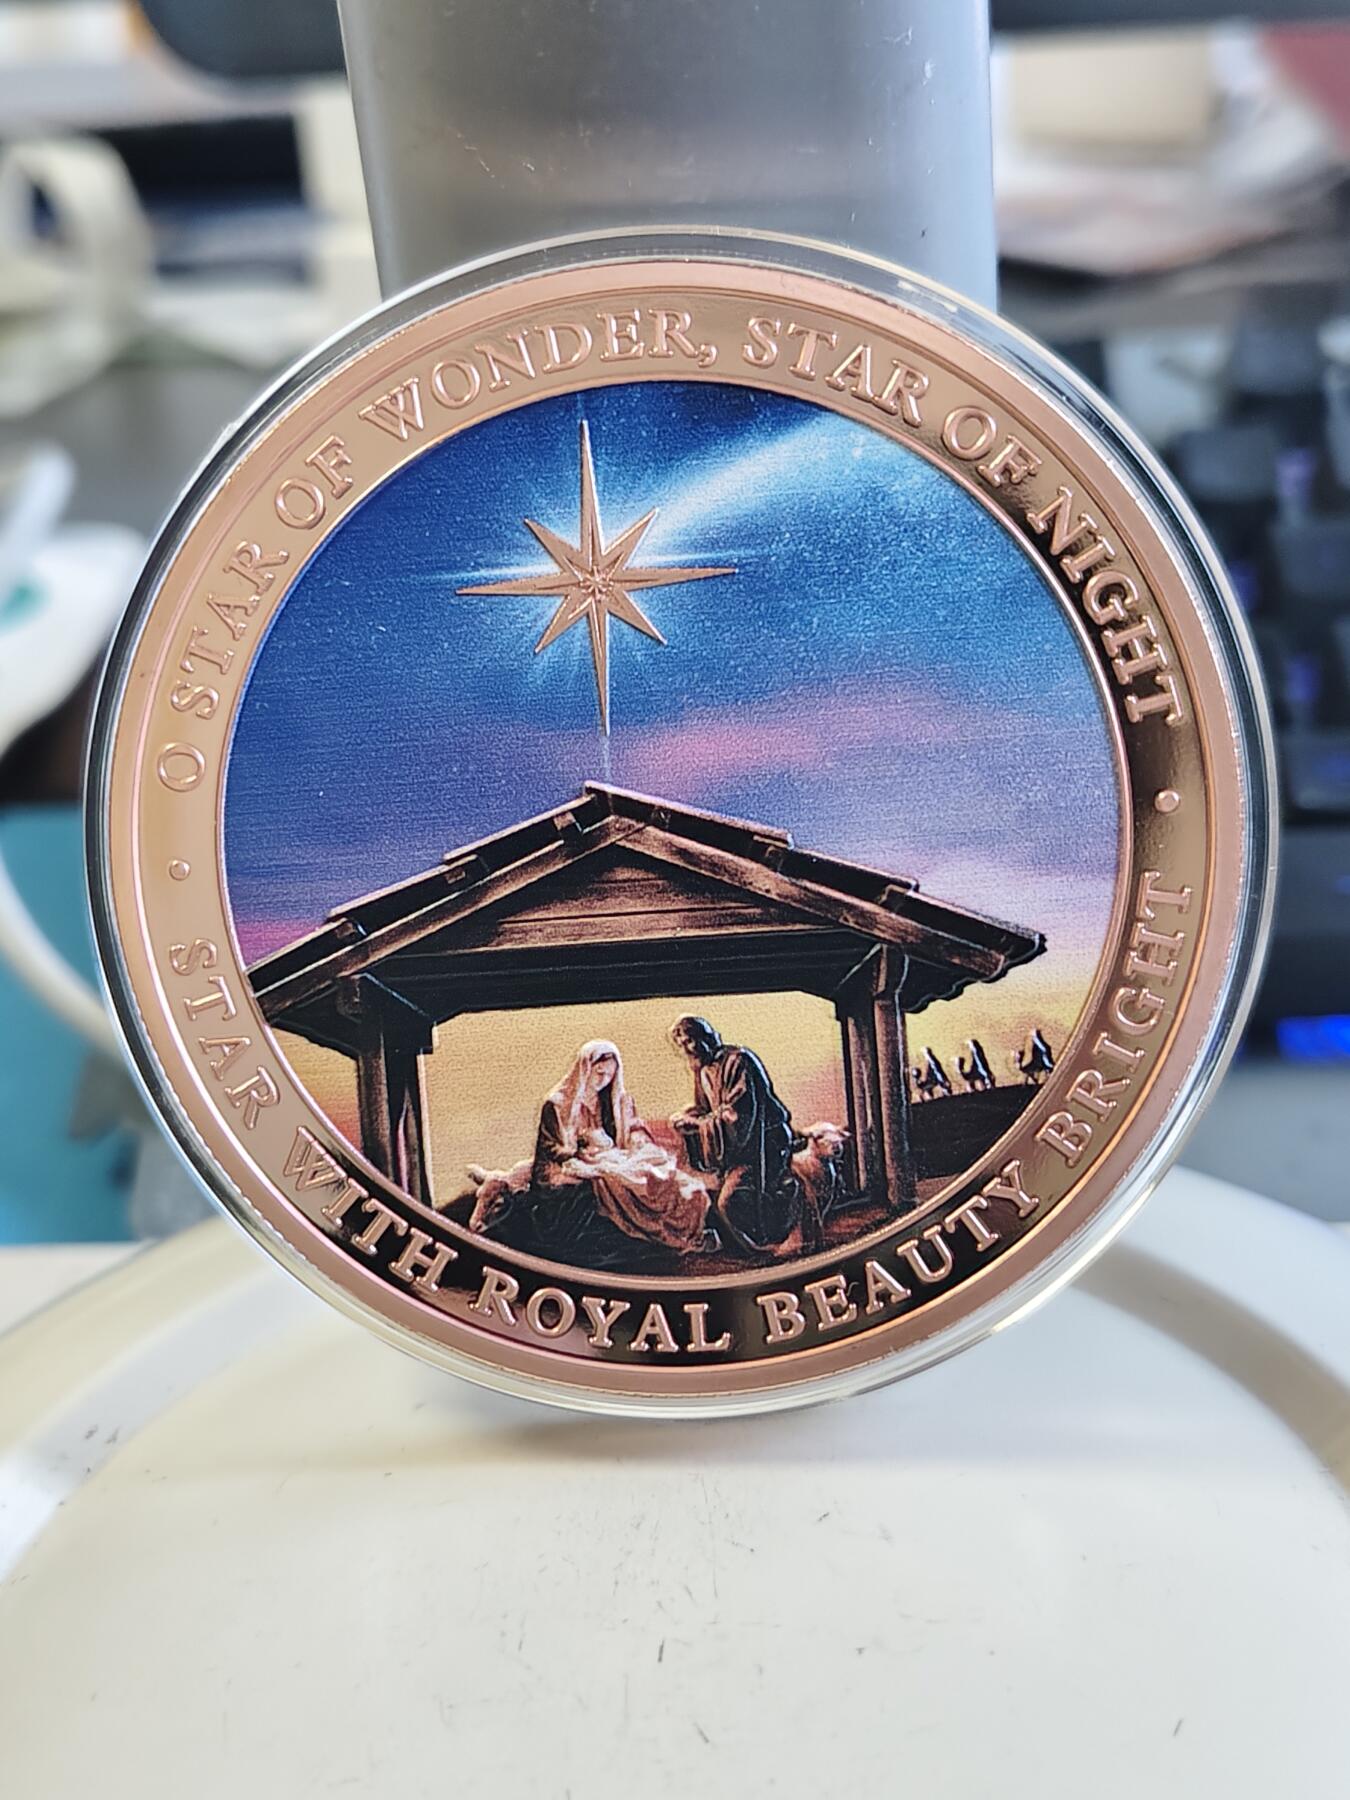 O STAR OF WONDER, STAR OF NIGHT
STAR WITH ROYAL BEAUTY BRIGHT